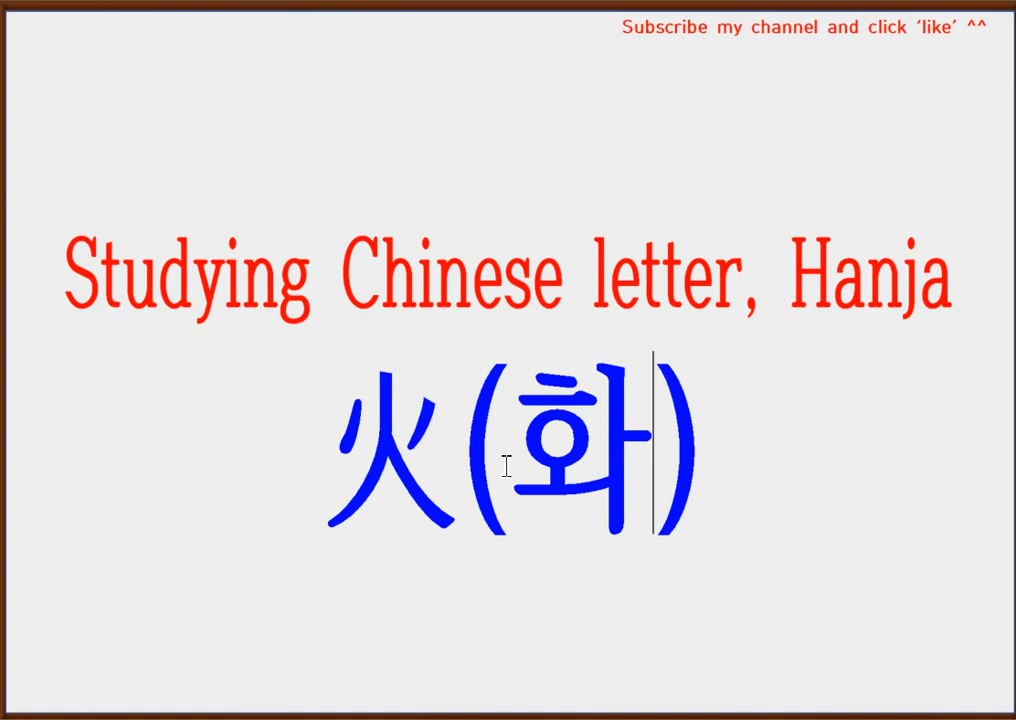 Subscribe my channel and click 'like' ^^
Studying Chinese letter, Hanja
火(화)